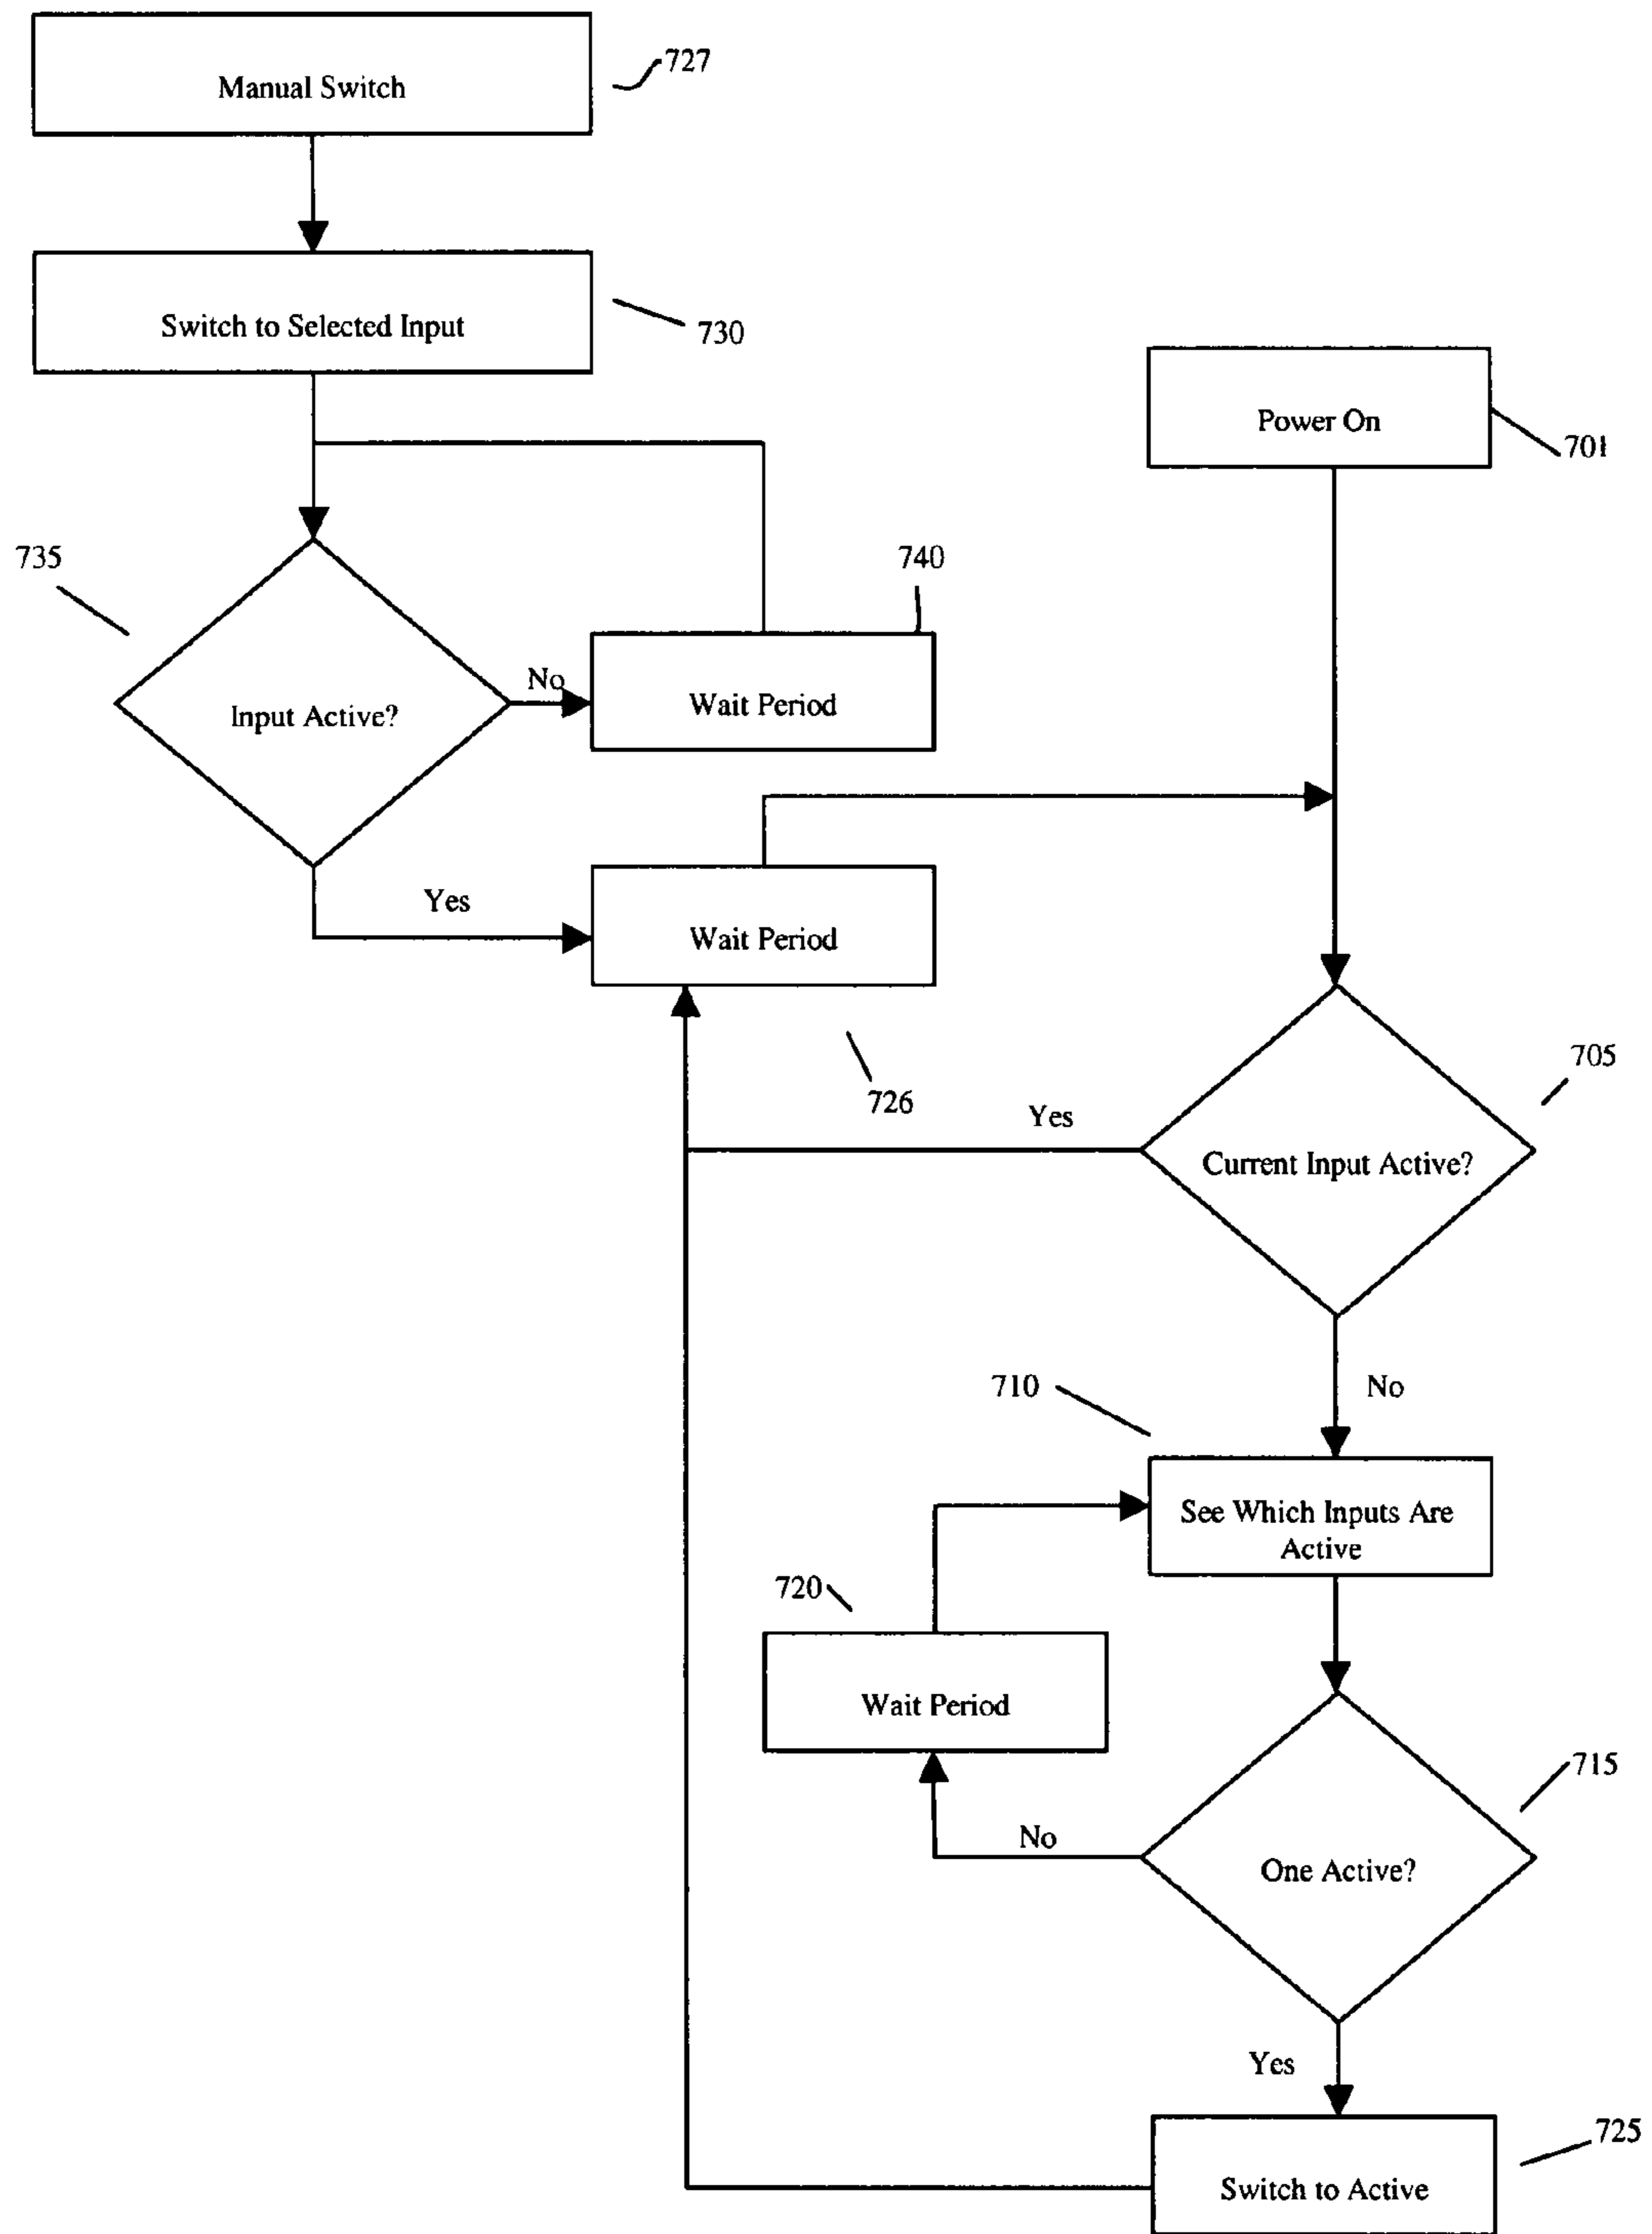 Manual Switch
727
Switch to Selected Input
730
Power On
701
735
740
Input Active?
No
Wait Period
Yes
Wait Period
726
705
Yes
Current Input Active?
No
710
See Which Inputs Are
Active
720
Wait Period
715
No
One Active?
Yes
725
Switch to Active